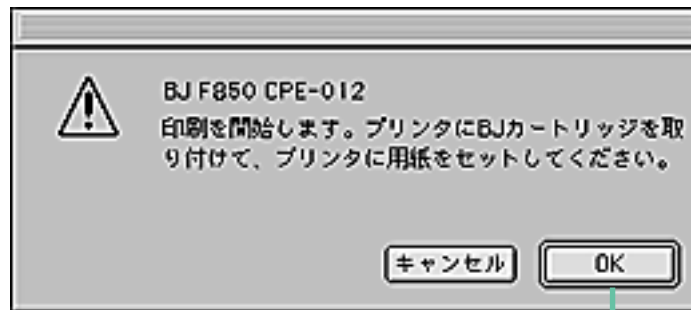 BJ F850 CPE-012
印刷を開始します。プリンタにBJカートリッジを取
り付けて、プリンタに用紙をセットしてください。
キャンセル
OK